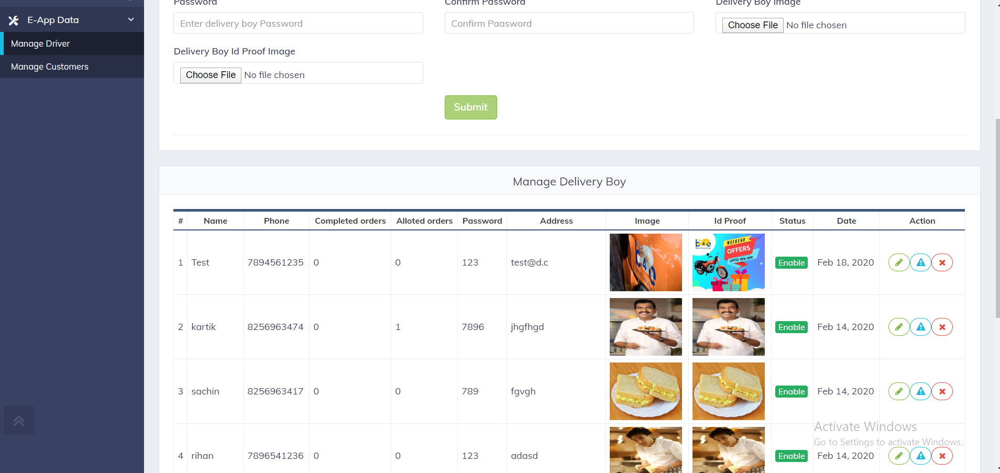 Password Confirm Password Delivery Boy Image
E-App Data
Enter delivery boy Password Confirm Paasword Choose File No file chosen
Manage Driver
Delivery Boy Id Proof Image
Manage Customers
Choose File No file chosen
Submit
Manage Delivery Boy
# Name Phone Completed orders Alloted orders Password Address Image Id Proof Status Date Action
b4e WEEKEND
OFFERS
UPTO 10% OFF
1 Test 7894561235 0 0 123 test@d.c Enable Feb 18, 2020
2 kartik 8256963474 0 1 7896 jhgfhgd Enable Feb 14, 2020
3 sachin 8256963417 0 0 789 fgvgh Enable Feb 14, 2020
Activate Windows
Go to Settings to activate Windows.
4 rihan 7896541236 0 0 123 adasd Enable Feb 14, 2020